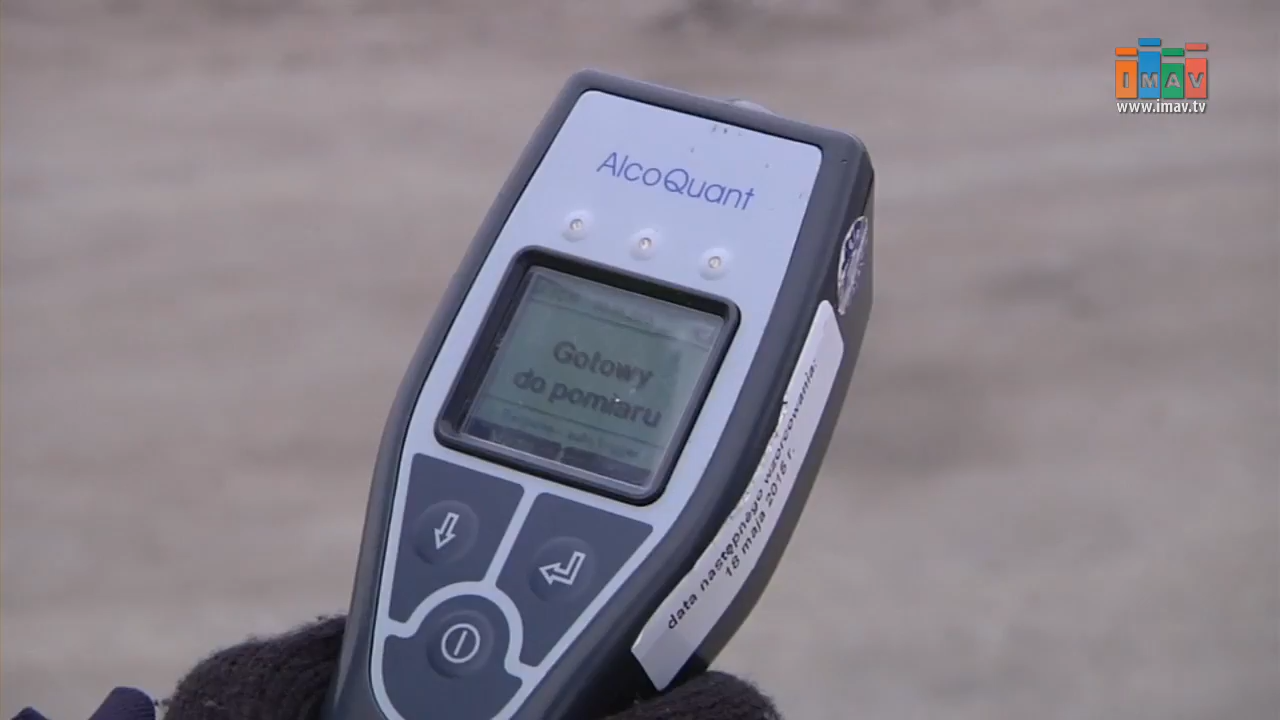 IMAV
www.imav.tv
AlcoQuant
Gotowy
do pomiaru
data następnego wzorcowania:
18 maja 2016 r.